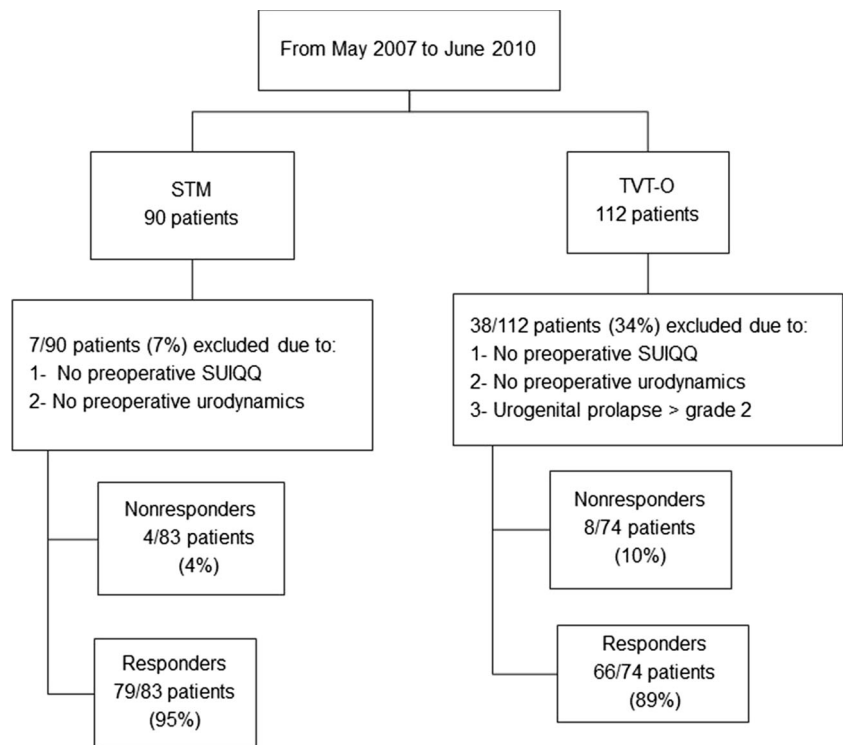 From May 2007 to June 2010
STM
90 patients
TVT-O
112 patients
7/90 patients (7%) excluded due to:
1- No preoperative SUIQQ
2- No preoperative urodynamics
38/112 patients (34%) excluded due to:
1- No preoperative SUIQQ
2- No preoperative urodynamics
3- Urogenital prolapse > grade 2
Nonresponders
4/83 patients
(4%)
Nonresponders
8/74 patients
(10%)
Responders
79/83 patients
(95%)
Responders
66/74 patients
(89%)